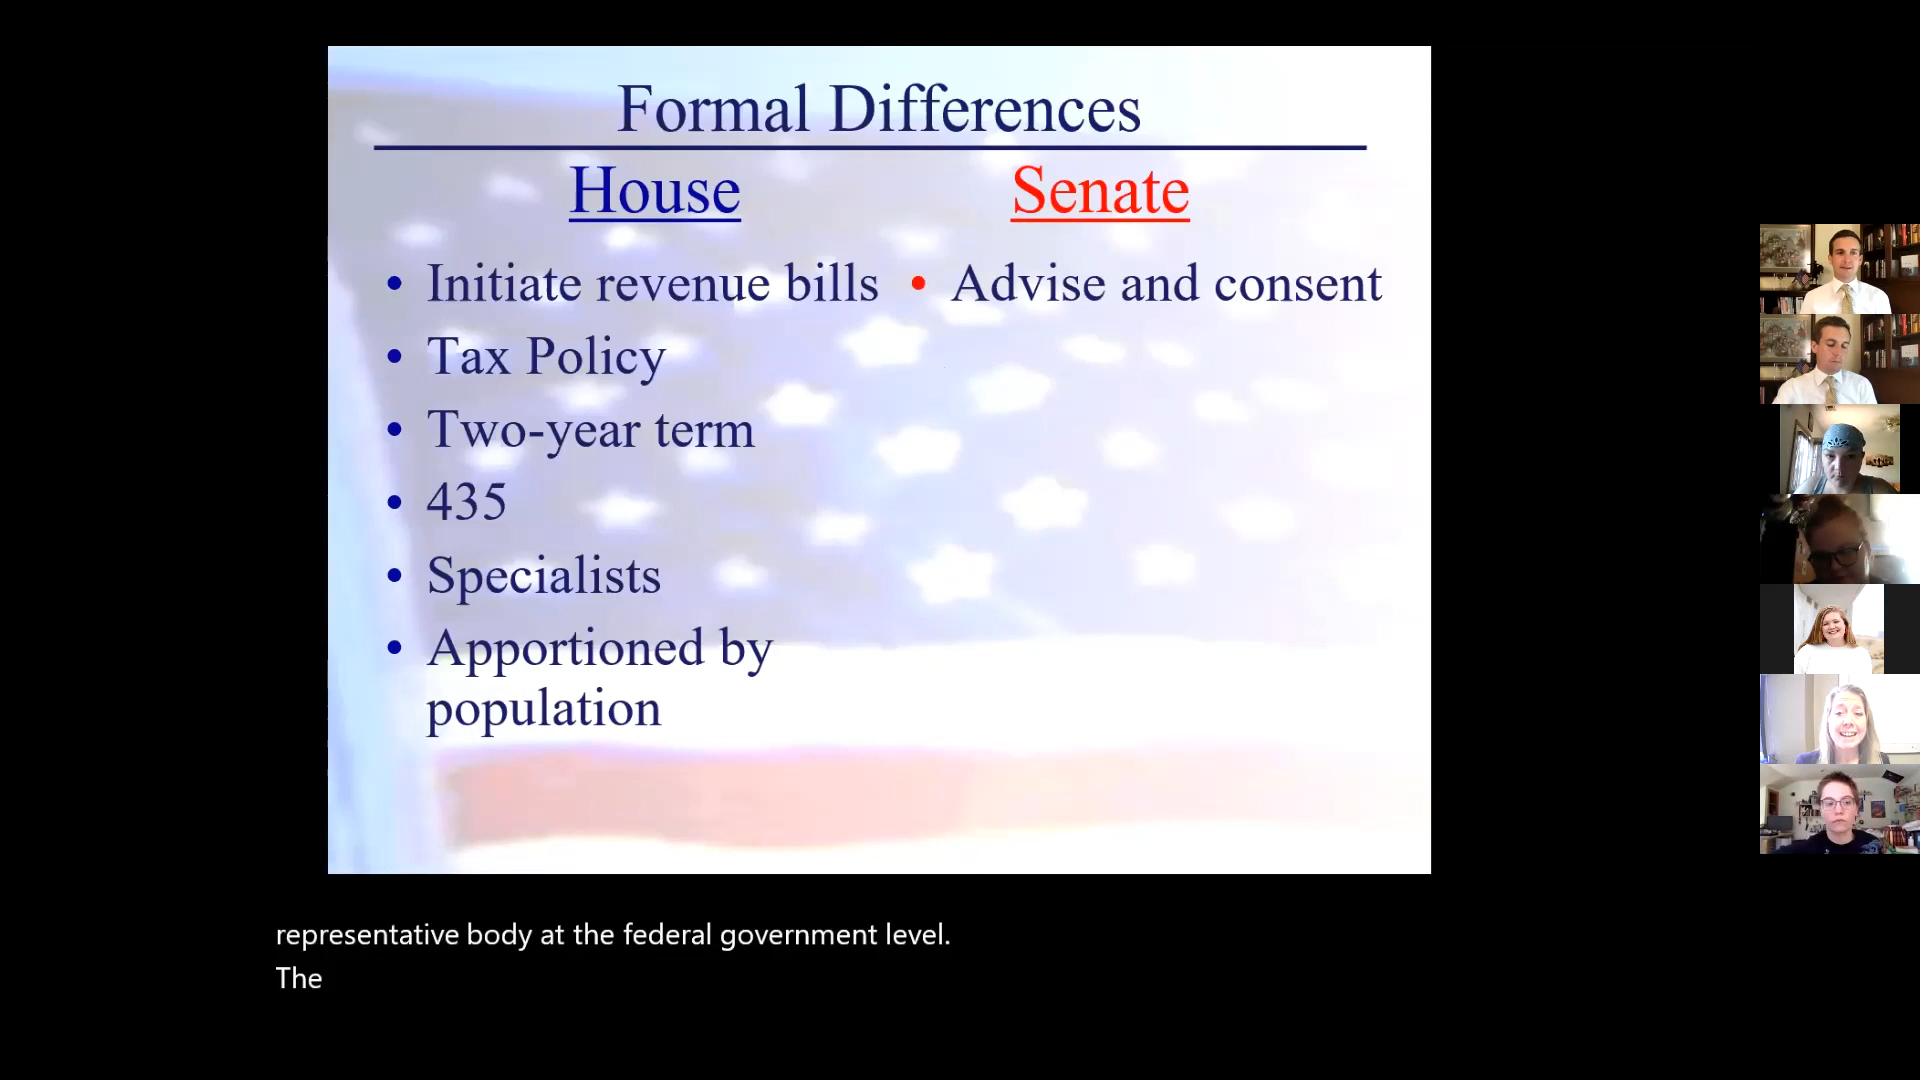 Formal Differences
House
Senate
• Initiate revenue bills
• Tax Policy
• Two-year term
• 435
• Specialists
• Apportioned by
population
• Advise and consent
representative body at the federal government level.
The